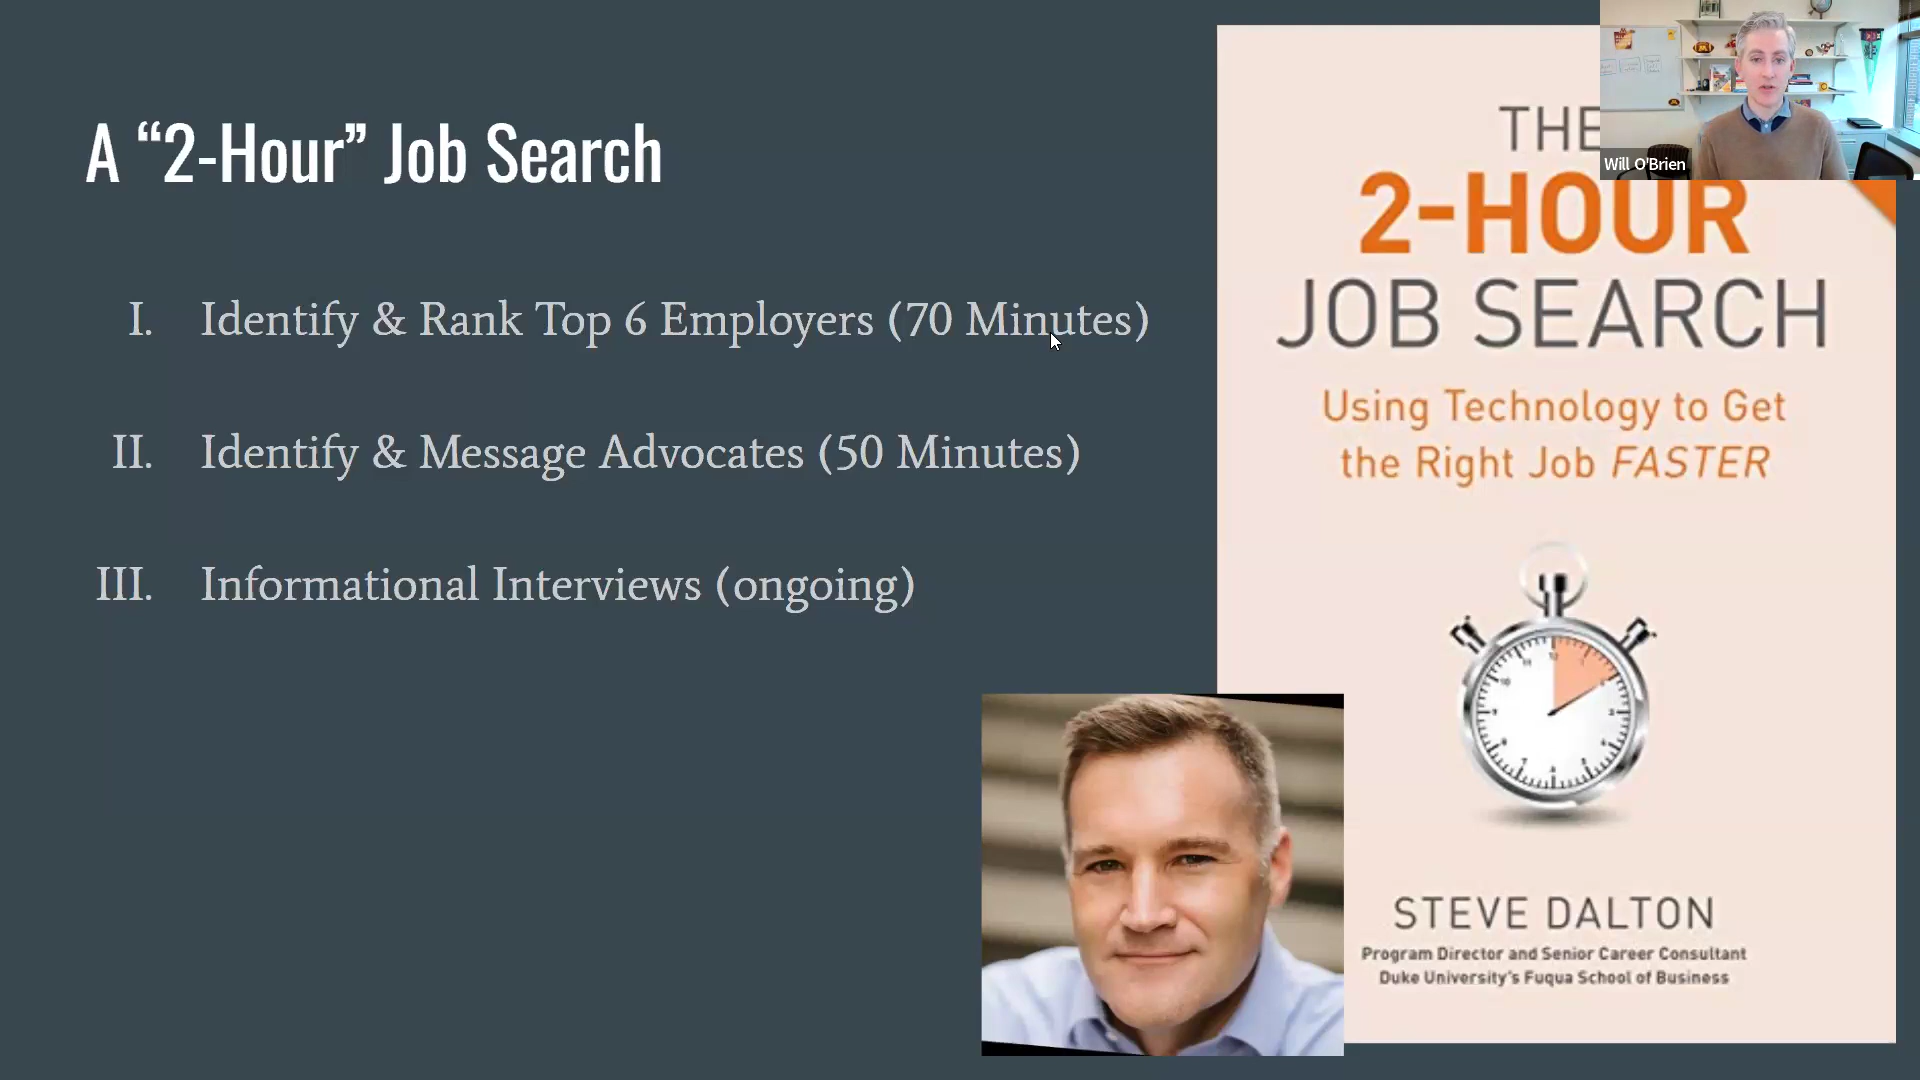 A “2-Hour” Job Search
I. Identify & Rank Top 6 Employers (70 Minutes)
II. Identify & Message Advocates (50 Minutes)
III. Informational Interviews (ongoing)
THE
2-HOUR
JOB SEARCH
Using Technology to Get
the Right Job FASTER
STEVE DALTON
Program Director and Senior Career Consultant
Duke University's Fuqua School of Business
Will O'Brien